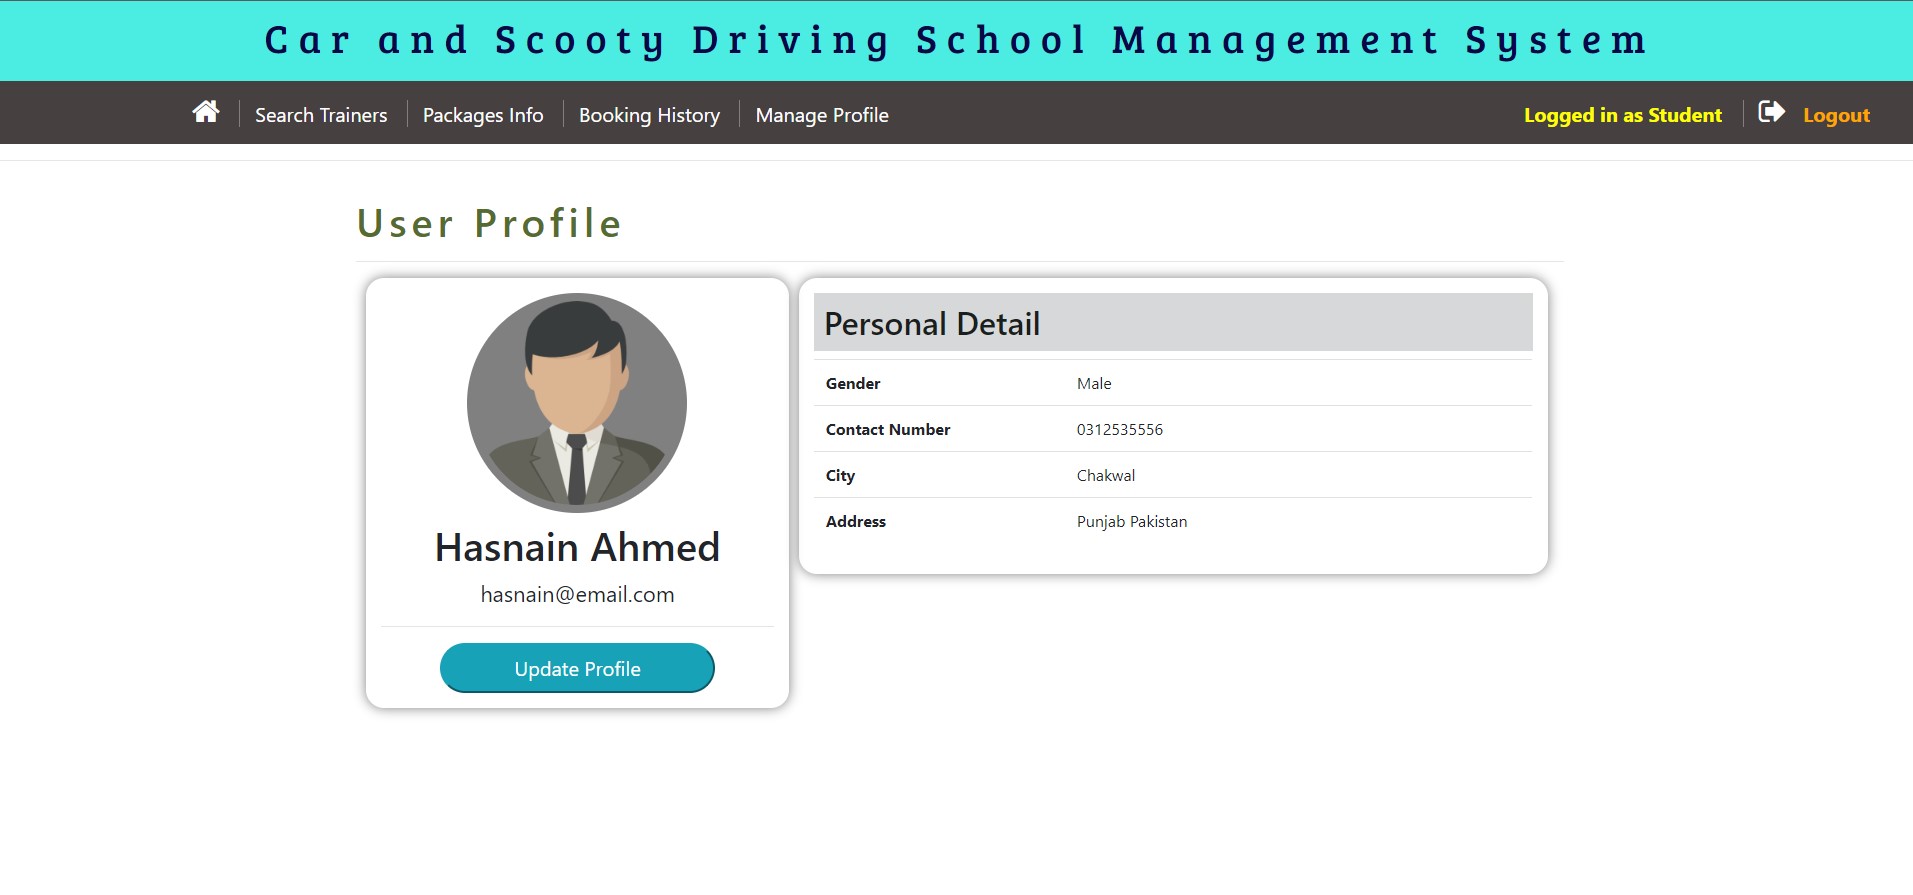 Car and Scooty Driving School Management System
Search Trainers Packages Info Booking History Manage Profile Logged in as Student Logout
User Profile
Hasnain Ahmed
hasnain@email.com
Update Profile
Personal Detail
Gender Male
Contact Number 0312535556
City Chakwal
Address Punjab Pakistan